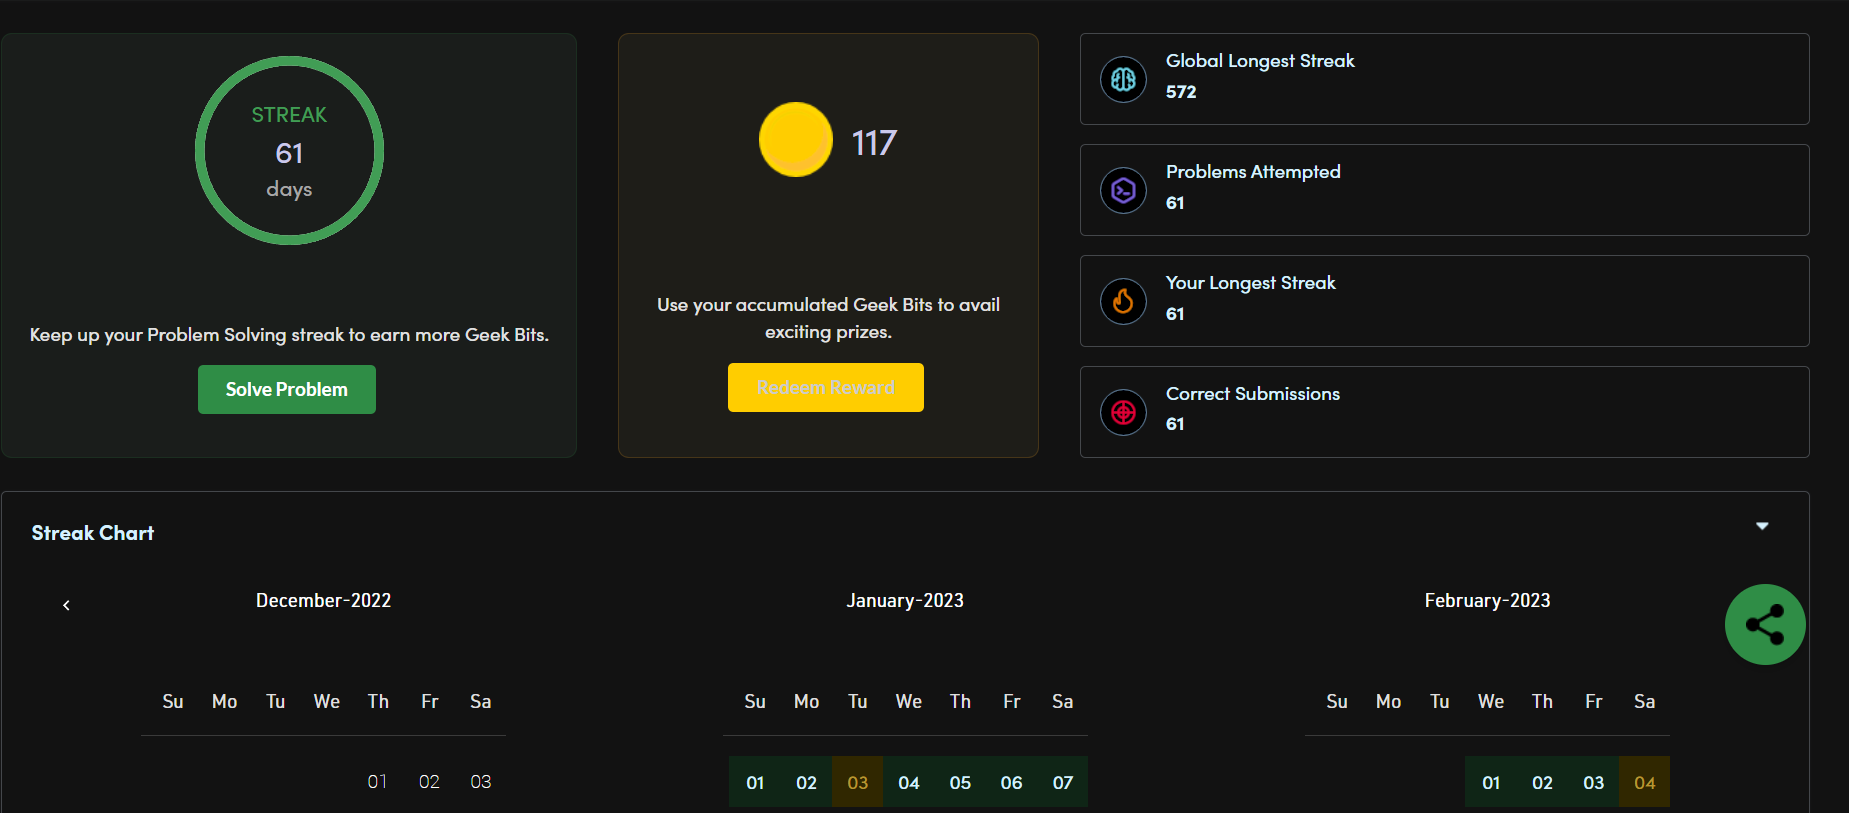 STREAK
61
days
Keep up your Problem Solving streak to earn more Geek Bits.
Solve Problem
117
Use your accumulated Geek Bits to avail
exciting prizes.
Redeem Reward
Global Longest Streak
572
Problems Attempted
61
Your Longest Streak
61
Correct Submissions
61
Streak Chart
December-2022
Su Mo Tu We Th Fr Sa
01 02 03
January-2023
Su Mo Tu We Th Fr Sa
01 02 03 04 05 06 07
February-2023
Su Mo Tu We Th Fr Sa
01 02 03 04